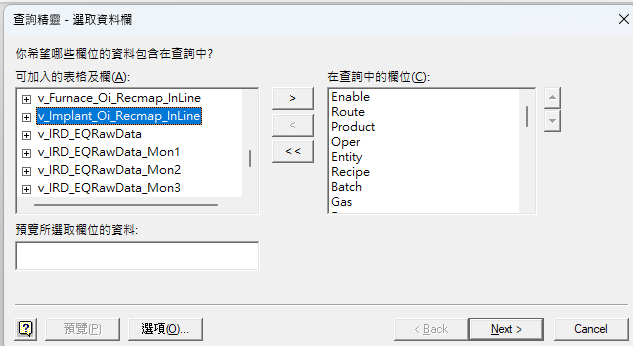 查詢精靈 - 選取資料欄
你希望哪些欄位的資料包含在查詢中?
可加入的表格及欄(A):
在查詢中的欄位(C):
v_Furnace_Oi_Recmap_InLine
v_Implant_Oi_Recmap_InLine
v_IRD_EQRawData
v_IRD_EQRawData_Mon1
v_IRD_EQRawData_Mon2
v_IRD_EQRawData_Mon3
>
<
<<
Enable
Route
Product
Oper
Entity
Recipe
Batch
Gas
預覽所選取欄位的資料:
預覽(P)
選項(O)...
< Back
Next >
Cancel